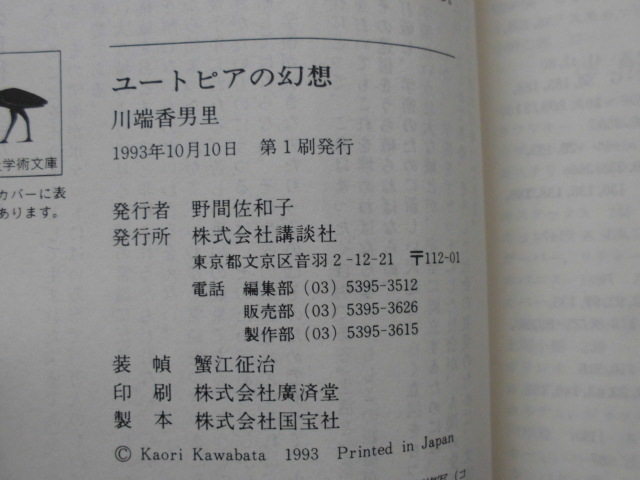 ユートピアの幻想
川端香男里
1993年10月10日 第1刷発行
学術文庫
カバーに表
あります。
発行者 野間佐和子
発行所 株式会社講談社
東京都文京区音羽2-12-21 〒112-01
電話 編集部 (03) 5395-3512
販売部 (03) 5395-3626
製作部 (03) 5395-3615
装幀 蟹江征治
印刷 株式会社廣済堂
製本 株式会社国宝社
© Kaori Kawabata 1993 Printed in Japan